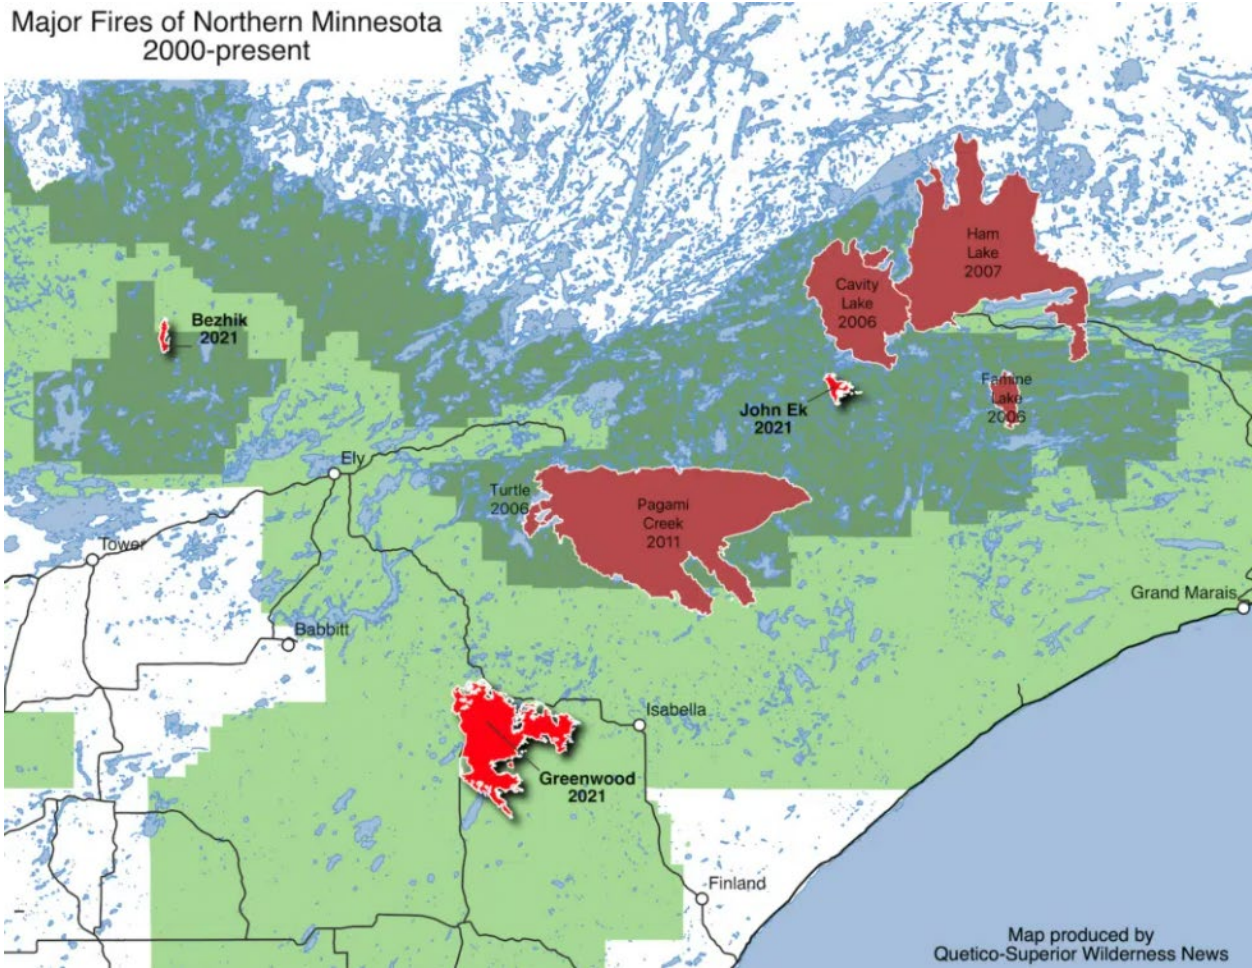 Major Fires of Northern Minnesota
2000-present
Ham
Lake
2007
Cavity
Lake
2006
Bezhik
2021
Famine
Lake
2006
John Ek
2021
Ely
Turtle
2006
Pagami
Creek
2011
Tower
Grand Marais
Babbitt
Isabella
Greenwood
2021
Finland
Map produced by
Quetico-Superior Wilderness News